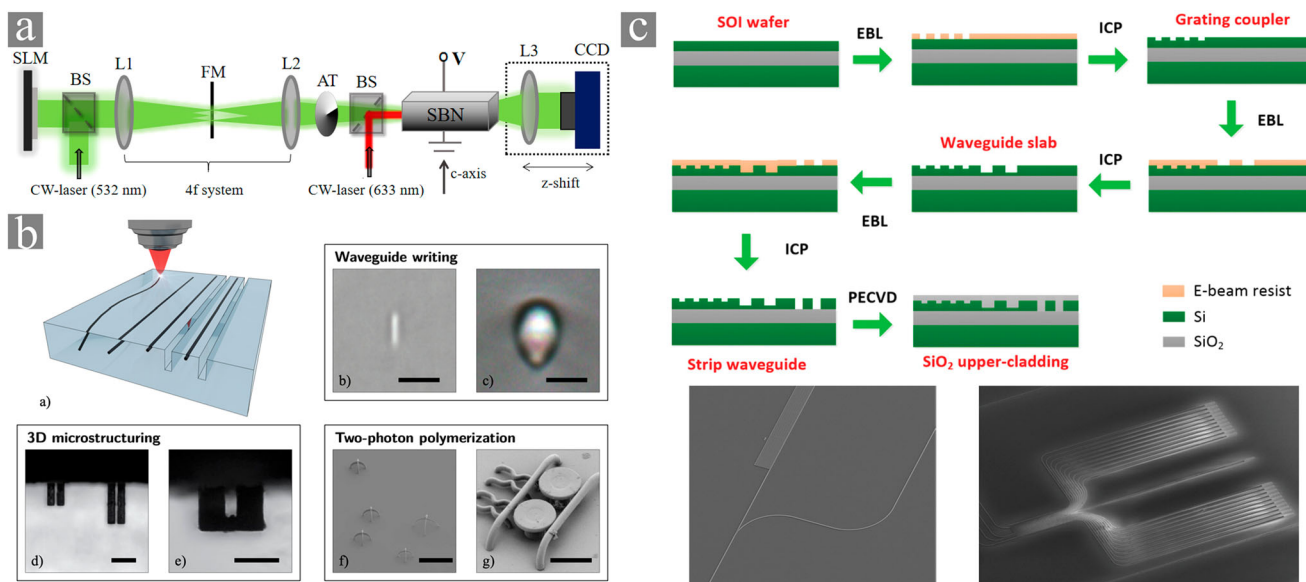 a
SLM
BS
L1
FM
L2
AT
BS
V
SBN
L3
CCD
CW-laser (532 nm)
4f system
CW-laser (633 nm)
c-axis
z-shift
b
a)
Waveguide writing
b)
c)
3D microstructuring
d)
e)
Two-photon polymerization
f)
g)
c
SOI wafer
EBL
ICP
Grating coupler
EBL
Waveguide slab
ICP
EBL
ICP
PECVD
Strip waveguide
SiO₂ upper-cladding
E-beam resist
Si
SiO₂